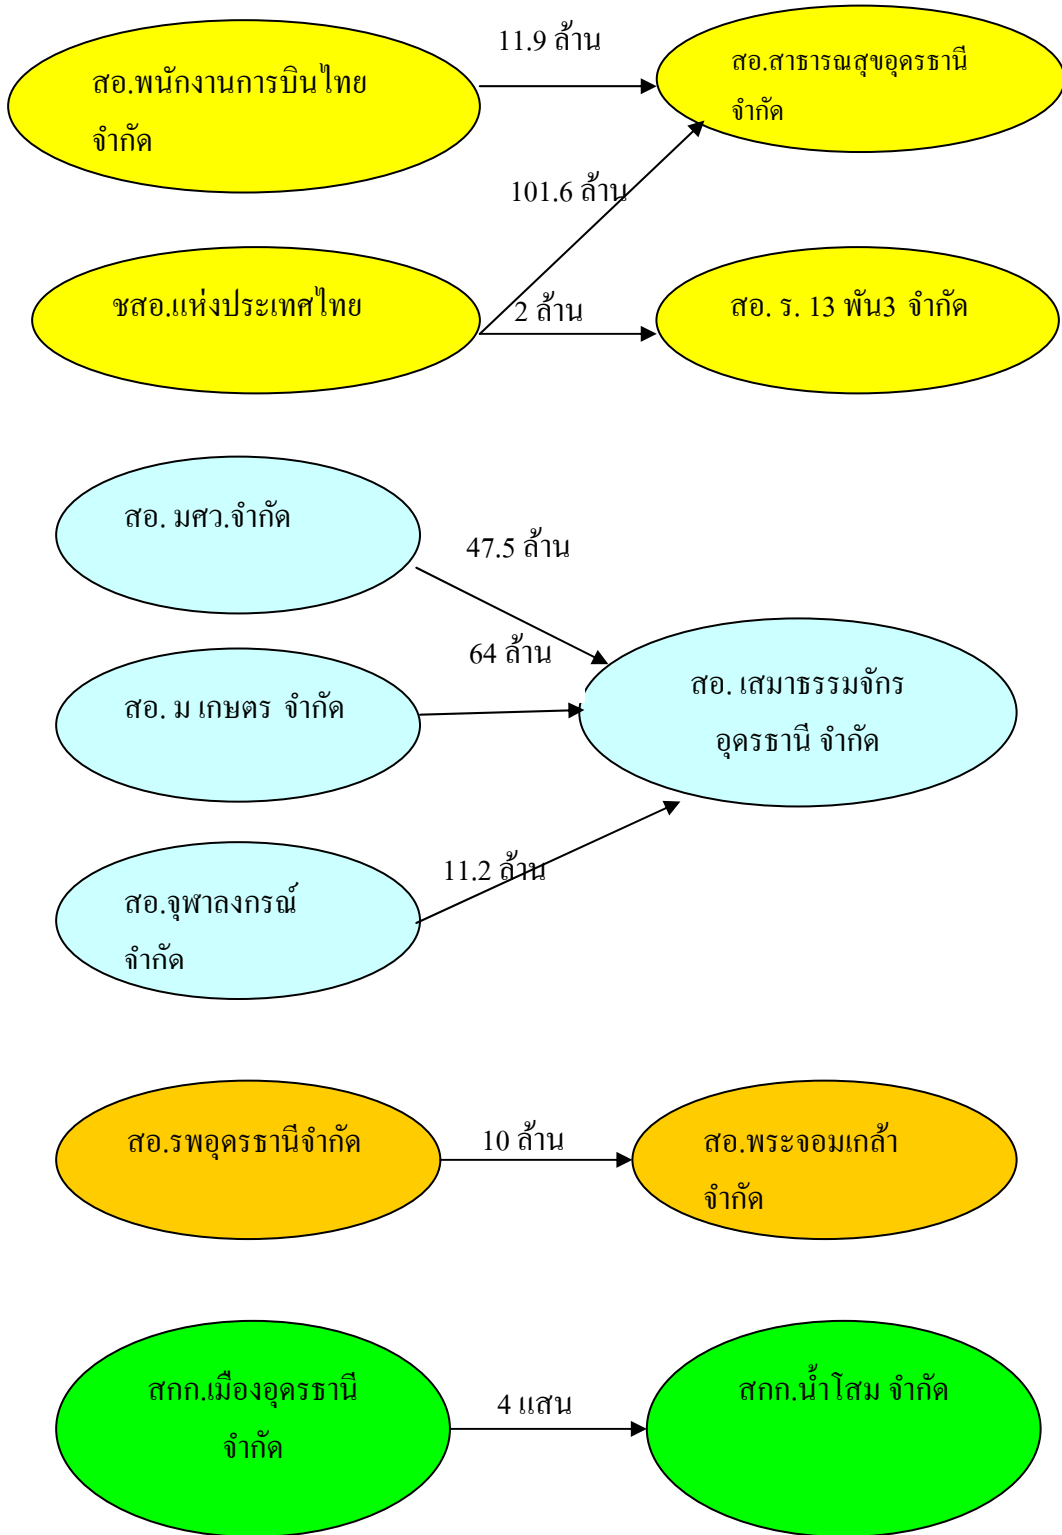 11.9 ล้าน
สอ.พนักงานการบินไทย
จำกัด
สอ.สาธารณสุขอุดรธานี
จำกัด
101.6 ล้าน
ชสอ.แห่งประเทศไทย
2 ล้าน
สอ. ร. 13 พัน3 จำกัด
สอ. มศว.จำกัด
47.5 ล้าน
64 ล้าน
สอ. ม เกษตร จำกัด
สอ. เสมาธรรมจักร
อุดรธานี จำกัด
11.2 ล้าน
สอ.จุฬาลงกรณ์
จำกัด
สอ.รพอุดรธานีจำกัด
10 ล้าน
สอ.พระจอมเกล้า
จำกัด
สกก.เมืองอุดรธานี
จำกัด
4 แสน
สกก.น้ำโสม จำกัด